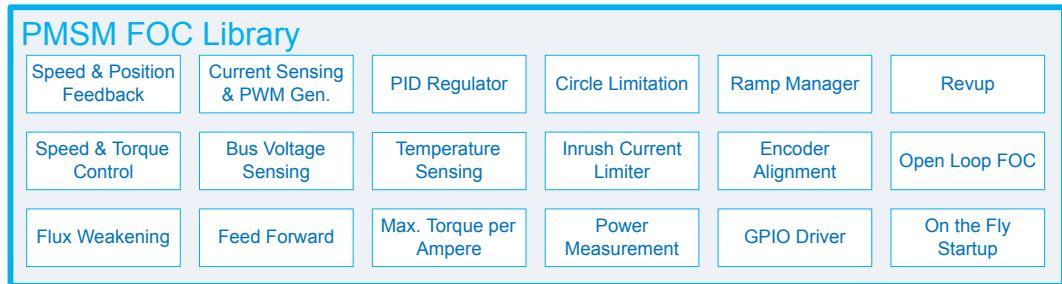 PMSM FOC Library
Speed & Position
Feedback
Current Sensing
& PWM Gen.
PID Regulator
Circle Limitation
Ramp Manager
Revup
Speed & Torque
Control
Bus Voltage
Sensing
Temperature
Sensing
Inrush Current
Limiter
Encoder
Alignment
Open Loop FOC
Flux Weakening
Feed Forward
Max. Torque per
Ampere
Power
Measurement
GPIO Driver
On the Fly
Startup